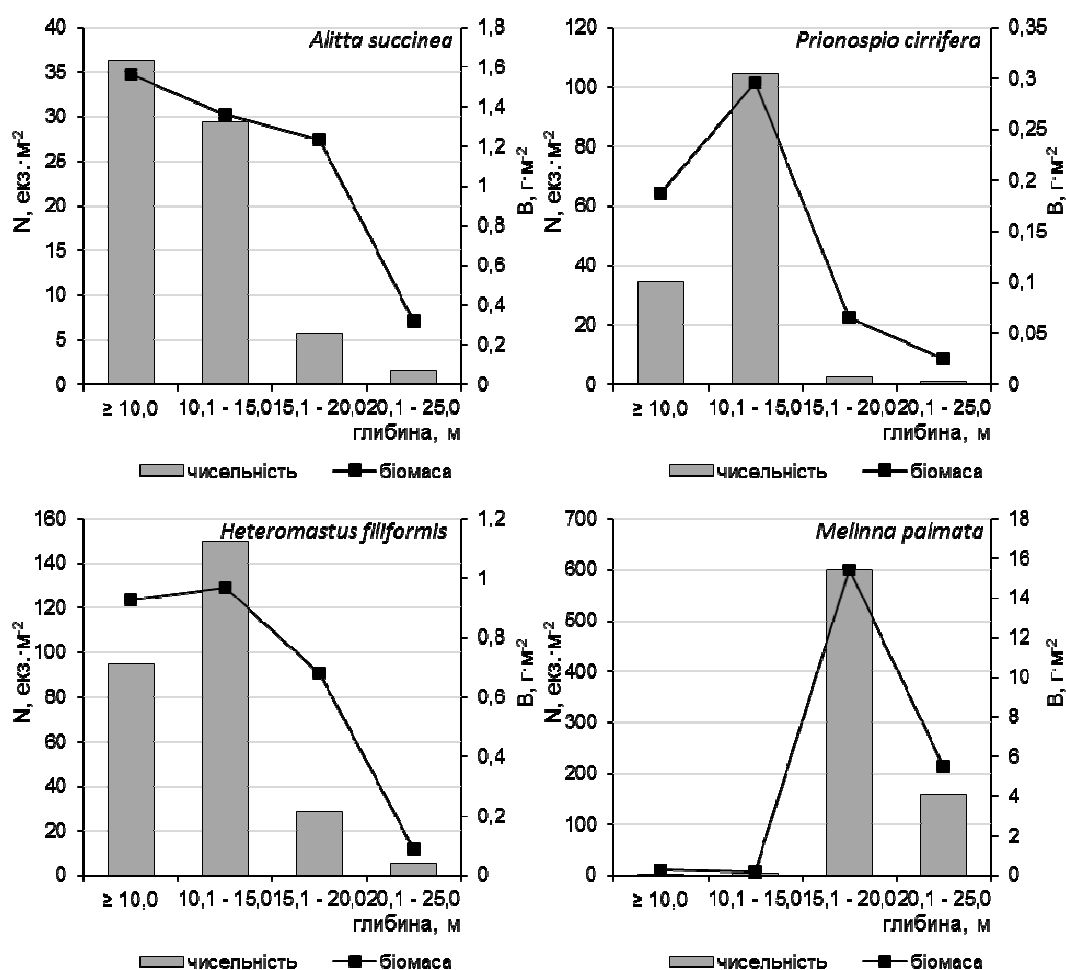 Alitta succinea
N, екз.·м-2
40
35
30
25
20
15
10
5
0
1,8
1,6
1,4
1,2
1
0,8
0,6
0,4
0,2
0
B, г·м-2
≥ 10,0 10,1 - 15,0 15,1 - 20,0 20,1 - 25,0
глибина, м
чисельність біомаса
Prionospio cirrifera
N, екз.·м-2
120
100
80
60
40
20
0
0,35
0,3
0,25
0,2
0,15
0,1
0,05
0
B, г·м-2
≥ 10,0 10,1 - 15,0 15,1 - 20,0 20,1 - 25,0
глибина, м
чисельність біомаса
Heteromastus filiformis
N, екз.·м-2
160
140
120
100
80
60
40
20
0
1,2
1
0,8
0,6
0,4
0,2
0
B, г·м-2
≥ 10,0 10,1 - 15,0 15,1 - 20,0 20,1 - 25,0
глибина, м
чисельність біомаса
Melinna palmata
N, екз.·м-2
700
600
500
400
300
200
100
0
18
16
14
12
10
8
6
4
2
0
B, г·м-2
≥ 10,0 10,1 - 15,0 15,1 - 20,0 20,1 - 25,0
глибина, м
чисельність біомаса